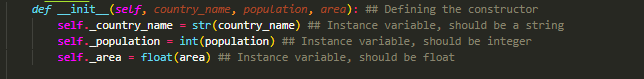 def __init__(self, country_name, population, area): ## Defining the constructor
self._country_name = str(country_name) ## Instance variable, should be a string
self._population = int(population) ## Instance variable, should be integer
self._area = float(area) ## Instance variable, should be float